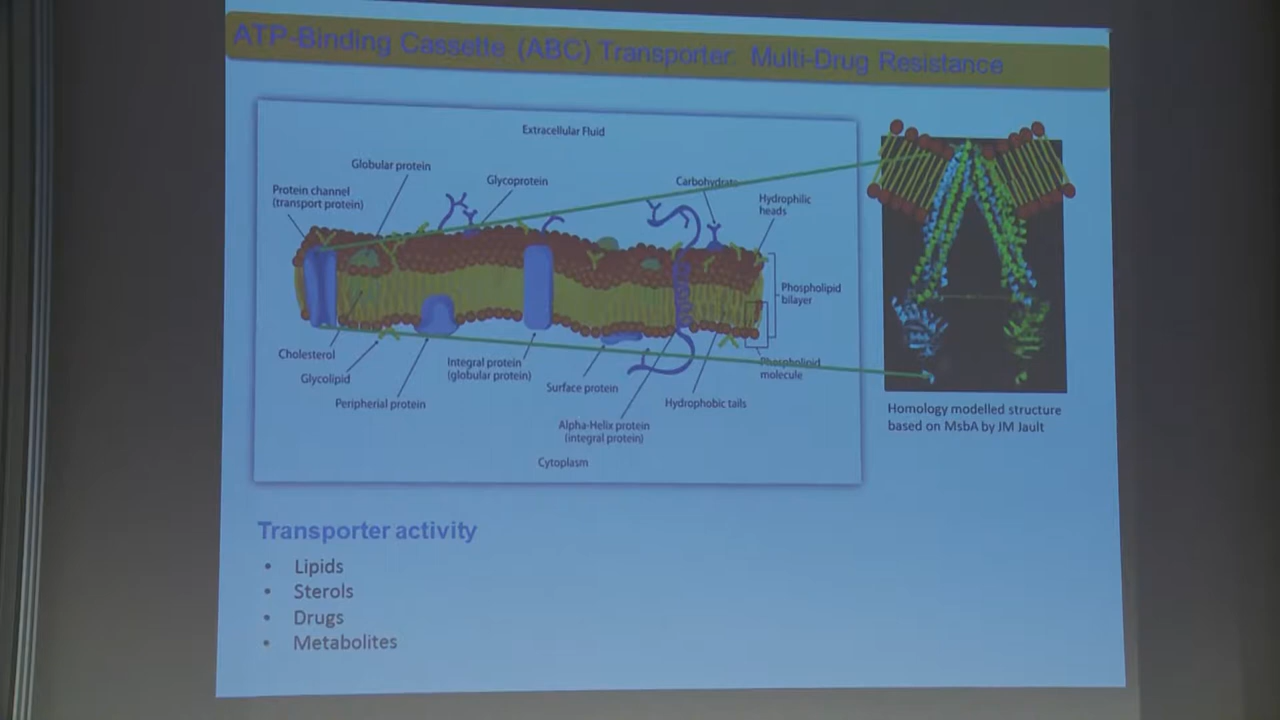 ATP-Binding Cassette (ABC) Transporter: Multi-Drug Resistance
Extracellular Fluid
Globular protein
Protein channel
(transport protein)
Glycoprotein
Carbohydrate
Hydrophilic
heads
Phospholipid
bilayer
Cholesterol
Glycolipid
Peripherial protein
Integral protein
(globular protein)
Surface protein
Phospholipid
molecule
Hydrophobic tails
Alpha-Helix protein
(integral protein)
Cytoplasm
Homology modelled structure
based on MsbA by JM Jault
Transporter activity
• Lipids
• Sterols
• Drugs
• Metabolites